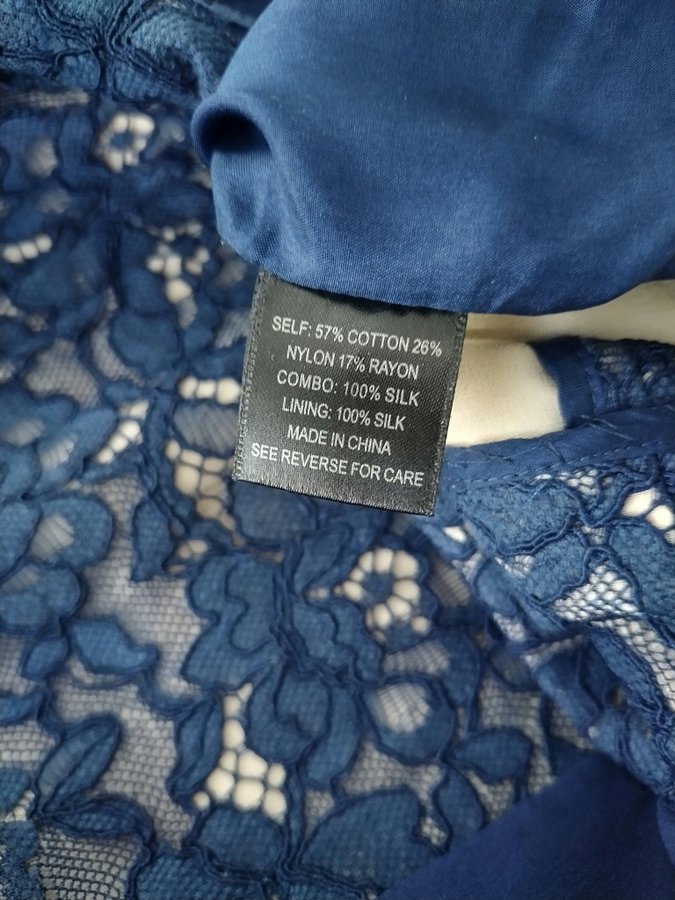 SELF: 57% COTTON 26%
NYLON 17% RAYON
COMBO: 100% SILK
LINING: 100% SILK
MADE IN CHINA
SEE REVERSE FOR CARE